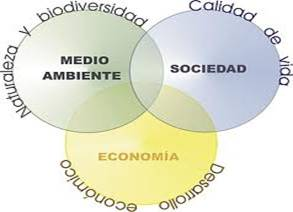 Naturaleza y biodiversidad
Calidad de vida
MEDIO
AMBIENTE
SOCIEDAD
ECONOMÍA
Desarrollo
económico